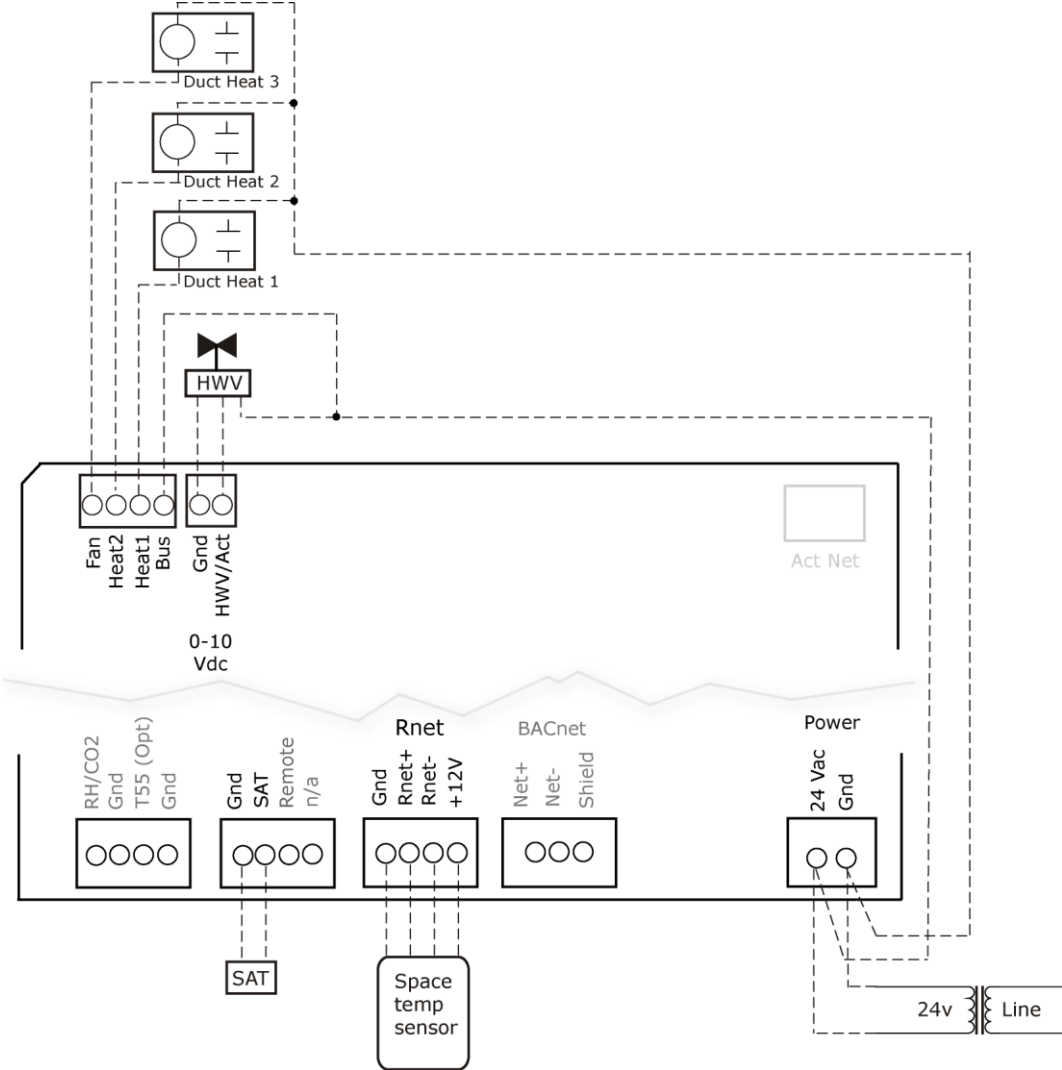 Duct Heat 3
Duct Heat 2
Duct Heat 1
HWV
Fan
Heat2
Heat1
Bus
Gnd
HWV/Act
0-10
Vdc
Act Net
RH/CO2
Gnd
T55 (Opt)
Gnd
Gnd
SAT
Remote
n/a
Rnet
Gnd
Rnet+
Rnet-
+12V
BACnet
Net+
Net-
Shield
Power
24 Vac
Gnd
SAT
Space
temp
sensor
24v
Line